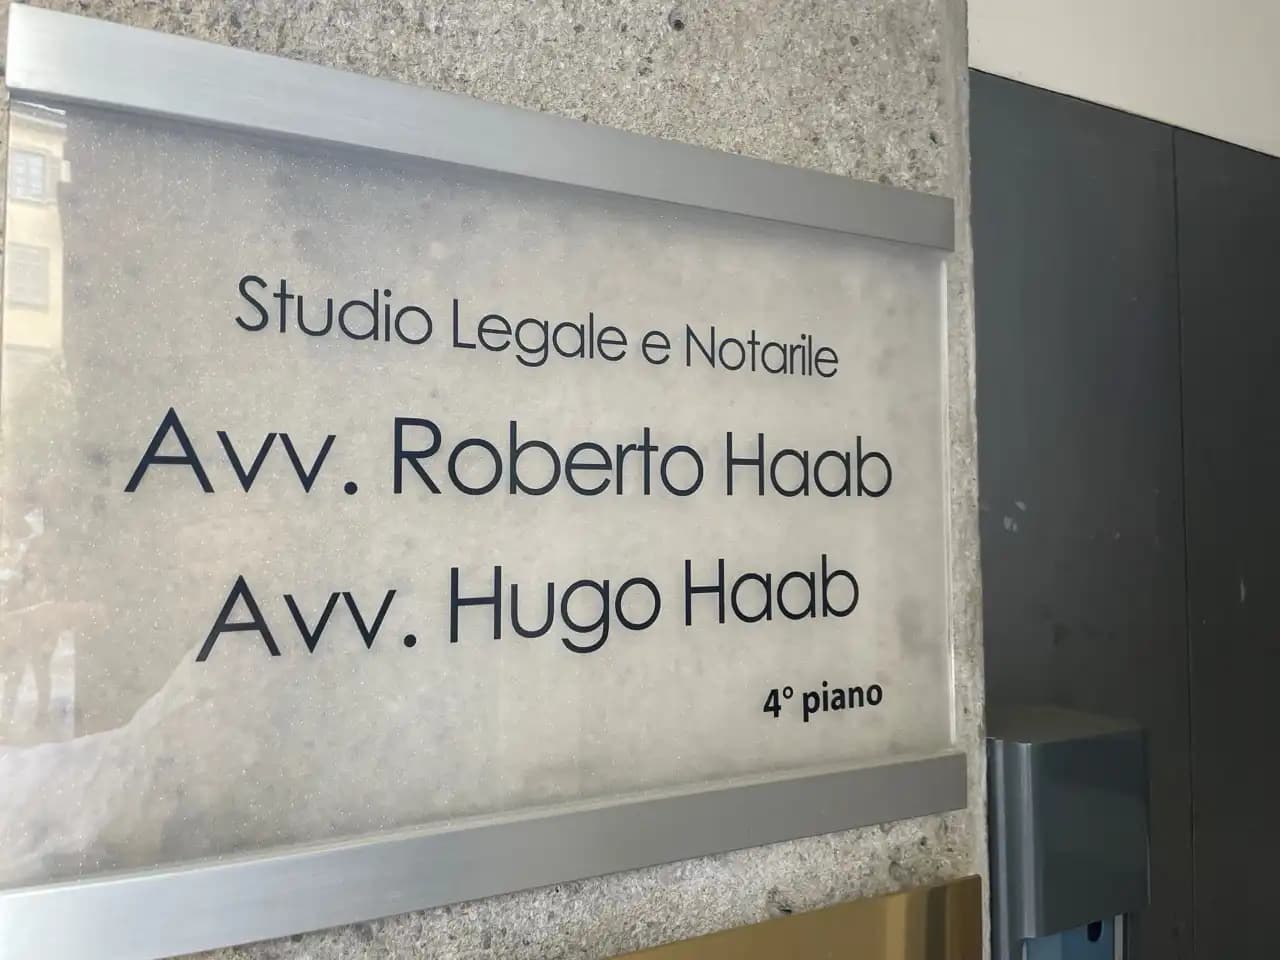 Studio Legale e Notarile
Avv. Roberto Haab
Avv. Hugo Haab
4° piano